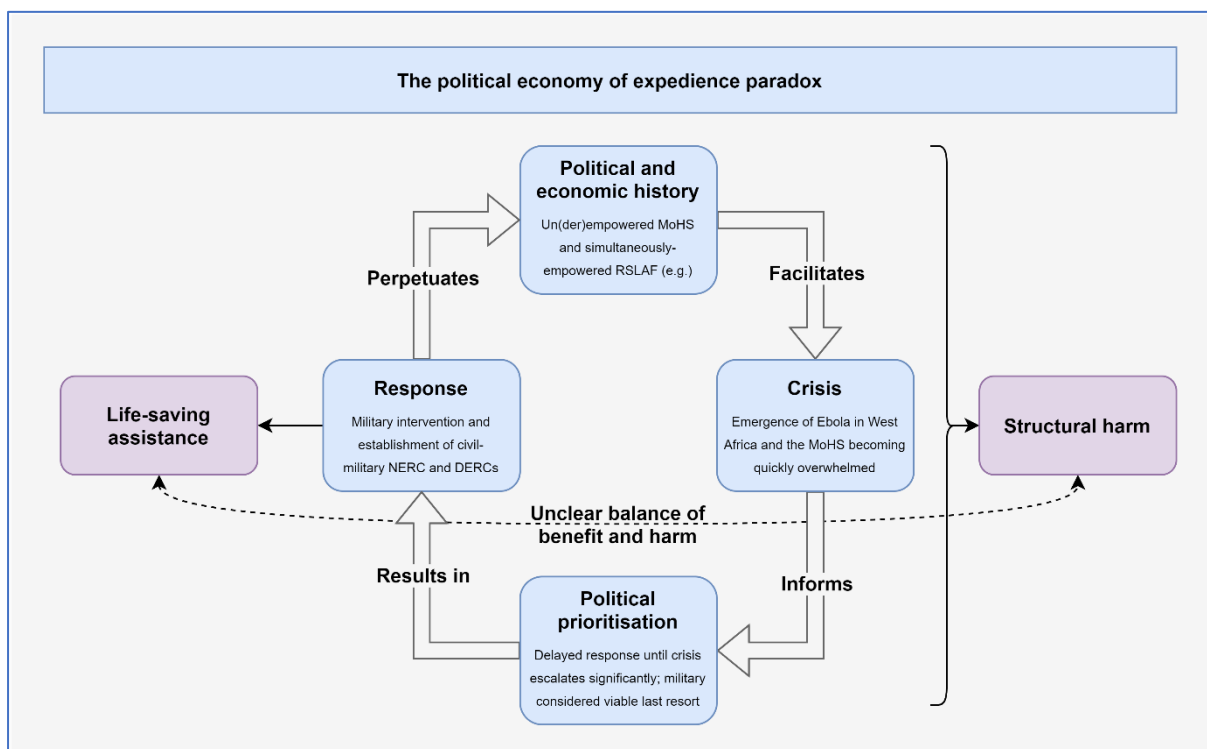 The political economy of expedience paradox
Political and
economic history
Un(der)empowered MoHS
and simultaneously-
empowered RSLAF (e.g.)
Perpetuates
Facilitates
Response
Military intervention and
establishment of civil-
military NERC and DERCs
Crisis
Emergence of Ebola in West
Africa and the MoHS becoming
quickly overwhelmed
Life-saving
assistance
Structural harm
Unclear balance of
benefit and harm
Results in
Informs
Political
prioritisation
Delayed response until crisis
escalates significantly; military
considered viable last resort